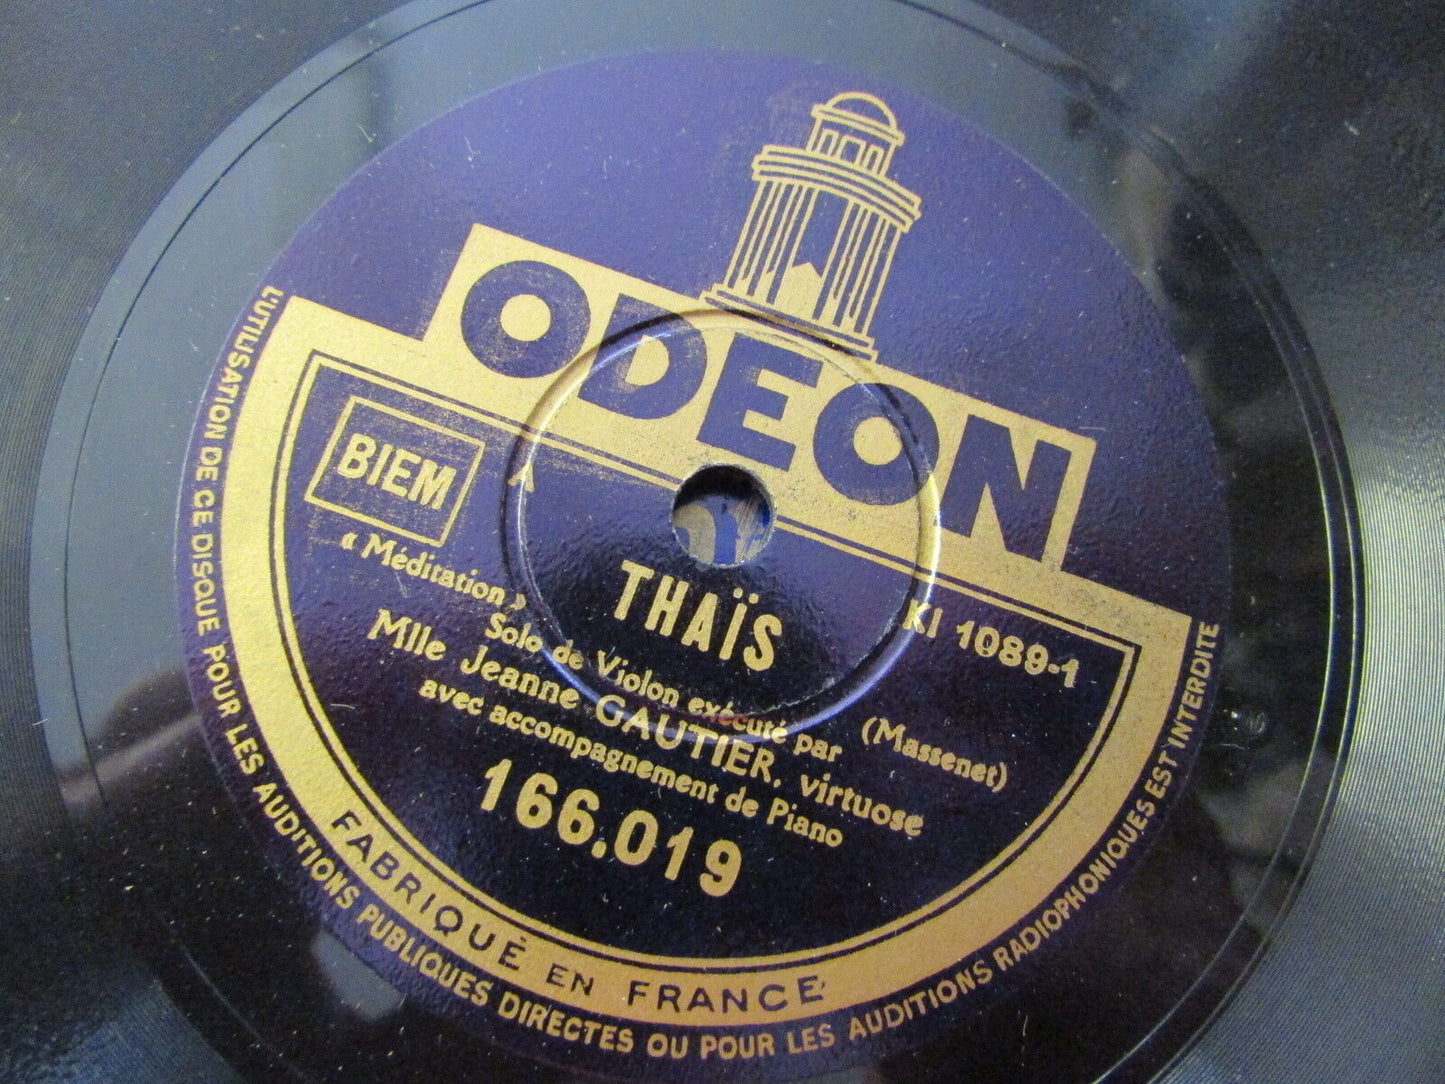 ODEON
BIEM
A
KI 1089-1
THAÏS
« Méditation »
(Massenet)
Solo de Violon exécuté par
Mlle Jeanne GAUTIER, virtuose
avec accompagnement de Piano
166.019
FABRIQUÉ EN FRANCE
L'UTILISATION DE CE DISQUE POUR LES AUDITIONS PUBLIQUES DIRECTES OU POUR LES AUDITIONS RADIOPHONIQUES EST INTERDITE